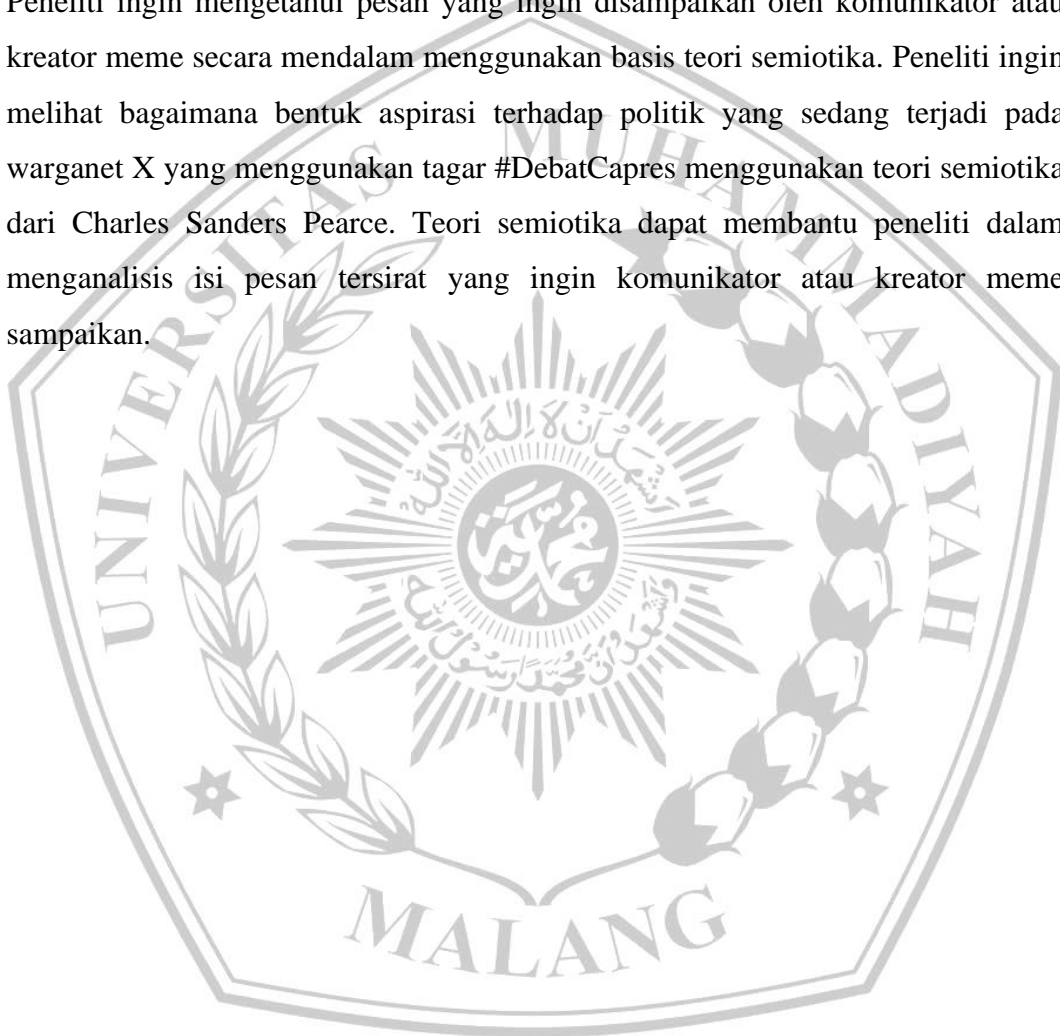 Peneliti ingin mengetahui pesan yang ingin disampaikan oleh komunikator atau
kreator meme secara mendalam menggunakan basis teori semiotika. Peneliti ingin
melihat bagaimana bentuk aspirasi terhadap politik yang sedang terjadi pada
warganet X yang menggunakan tagar #DebatCapres menggunakan teori semiotika
dari Charles Sanders Pearce. Teori semiotika dapat membantu peneliti dalam
menganalisis isi pesan tersirat yang ingin komunikator atau kreator meme
sampaikan.
UNIVERSITAS MUHAMMADIYAH
MALANG